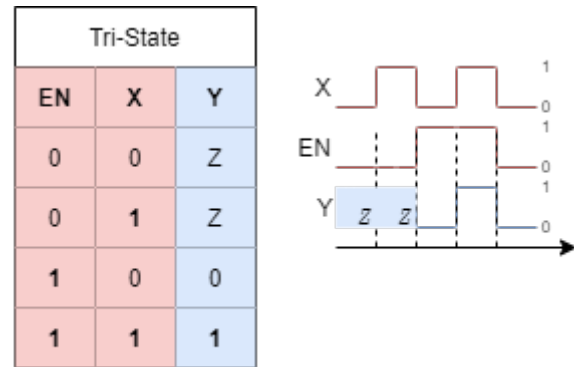 Tri-State
EN X Y
0 0 Z
0 1 Z
1 0 0
1 1 1
X 1
0
EN 1
0
Y Z Z 1
0